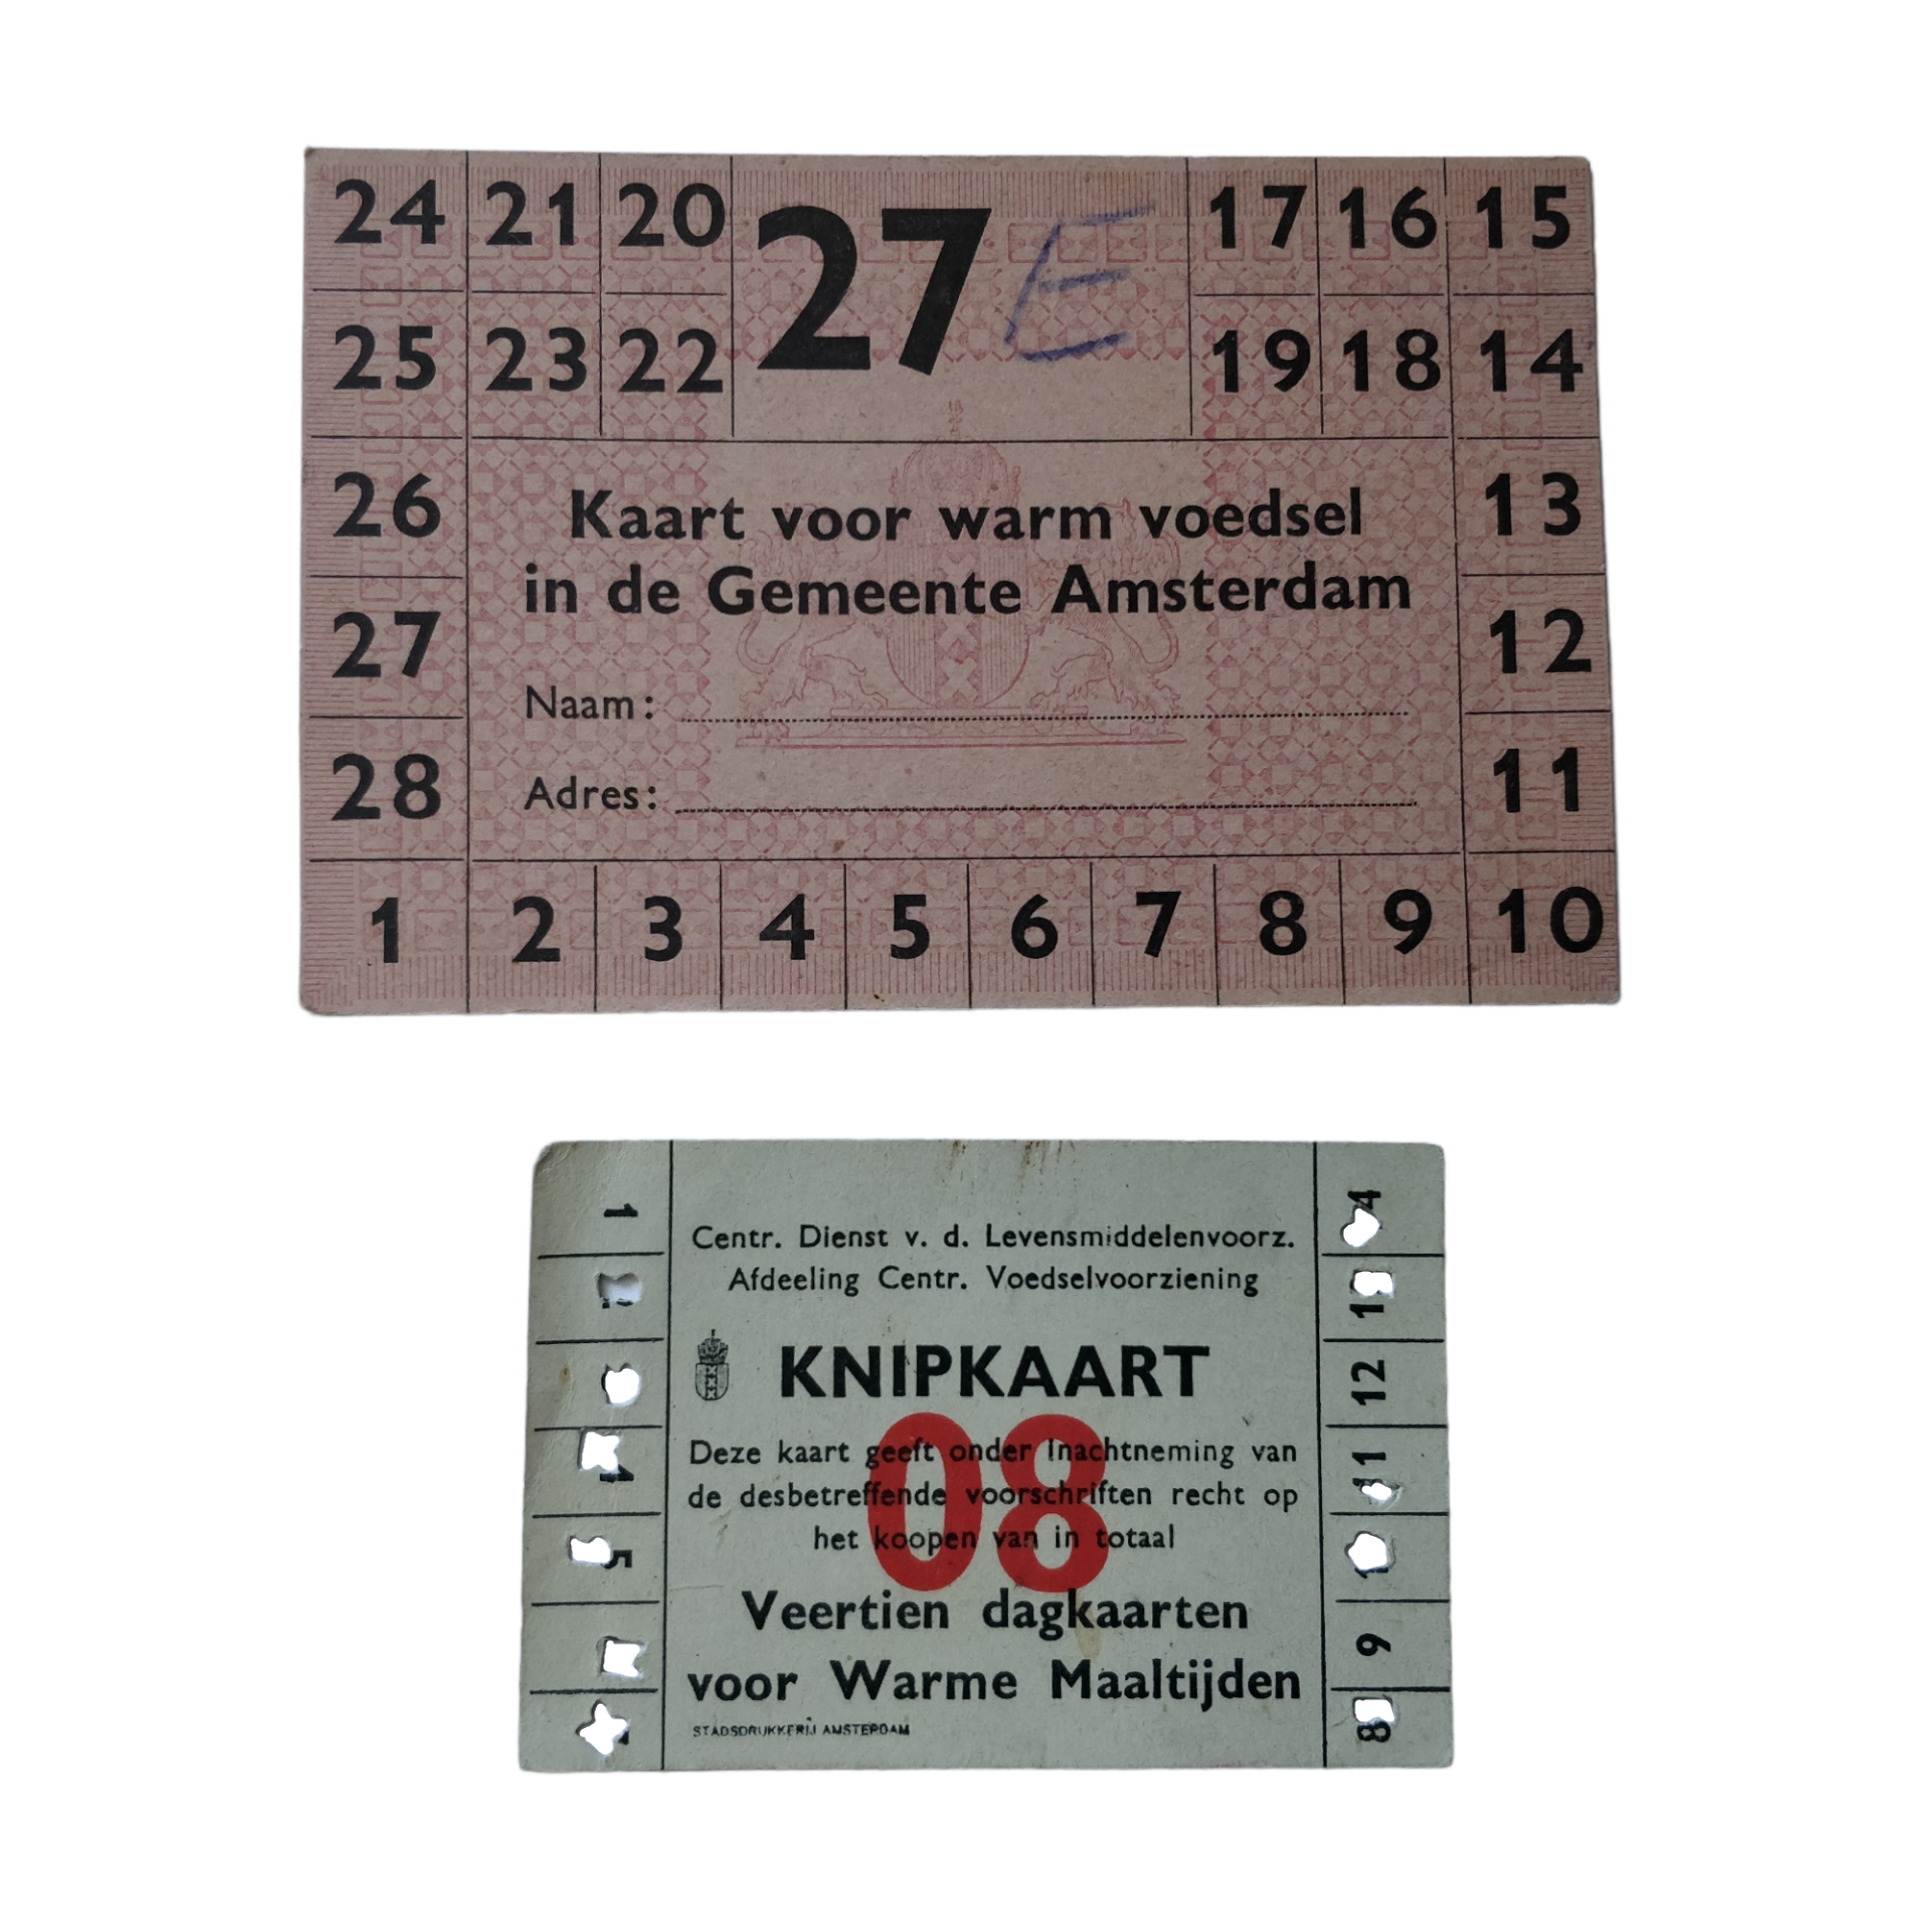 24 21 20 27 E 17 16 15
25 23 22 19 18 14
26 13
Kaart voor warm voedsel
in de Gemeente Amsterdam
27 12
Naam:
28 11
Adres:
1 2 3 4 5 6 7 8 9 10
1 4
Centr. Dienst v. d. Levensmiddelenvoorz.
Afdeeling Centr. Voedselvoorziening
KNIPKAART
12
08
Deze kaart geeft onder inachtneming van
11
de desbetreffende voorschriften recht op
het koopen van in totaal
4
5
Veertien dagkaarten
9
voor Warme Maaltijden
8
STADSDRUKKERIJ AMSTERDAM